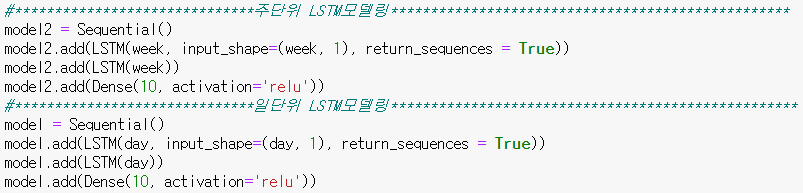 #******************************주단위 LSTM모델링**************************************************
model2 = Sequential()
model2.add(LSTM(week, input_shape=(week, 1), return_sequences = True))
model2.add(LSTM(week))
model2.add(Dense(10, activation='relu'))
#******************************일단위 LSTM모델링***************************************************
model = Sequential()
model.add(LSTM(day, input_shape=(day, 1), return_sequences = True))
model.add(LSTM(day))
model.add(Dense(10, activation='relu'))